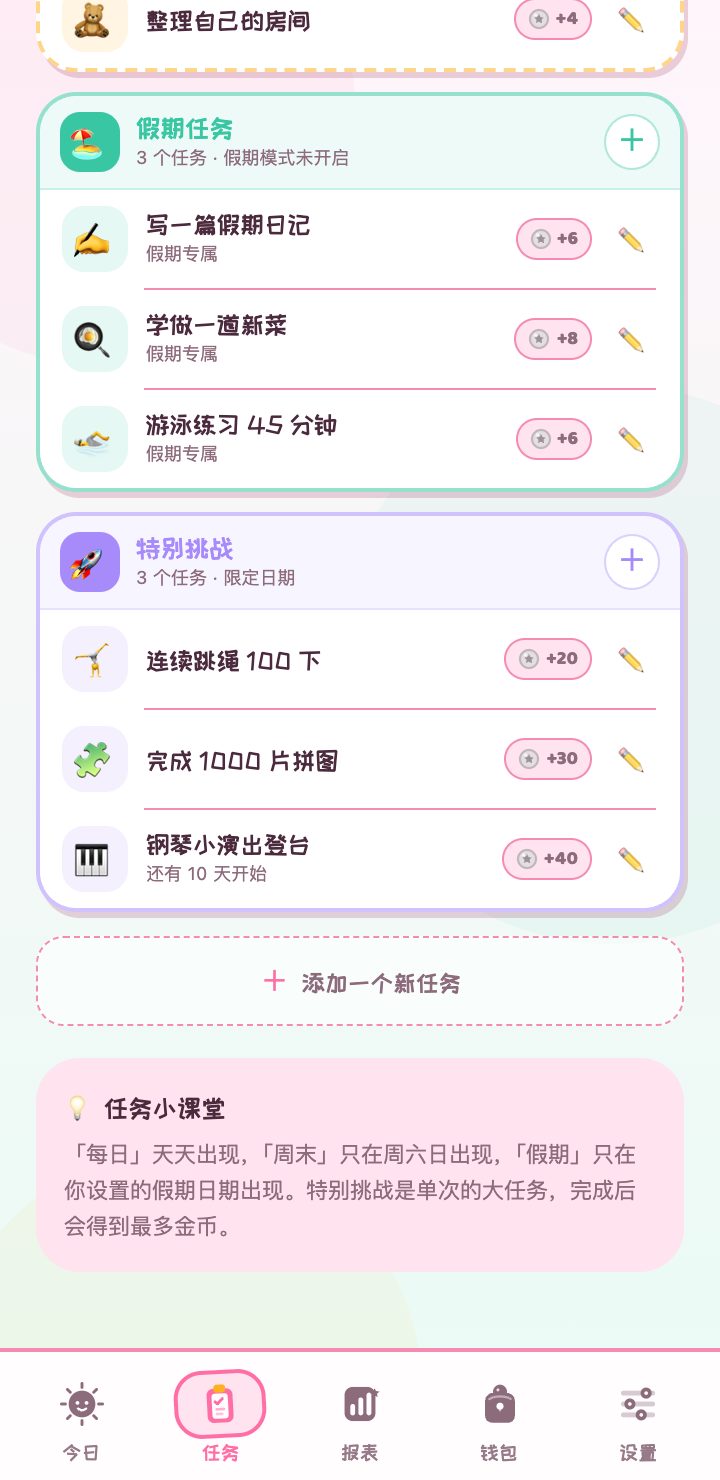 整理自己的房间
+4
假期任务
3 个任务 · 假期模式未开启
写一篇假期日记
假期专属
+6
学做一道新菜
假期专属
+8
游泳练习 45 分钟
假期专属
+6
特别挑战
3 个任务 · 限定日期
连续跳绳 100 下
+20
完成 1000 片拼图
+30
钢琴小演出登台
还有 10 天开始
+40
+ 添加一个新任务
任务小课堂
「每日」天天出现,「周末」只在周六日出现,「假期」只在
你设置的假期日期出现。特别挑战是单次的大任务，完成后
会得到最多金币。
今日
任务
报表
钱包
设置